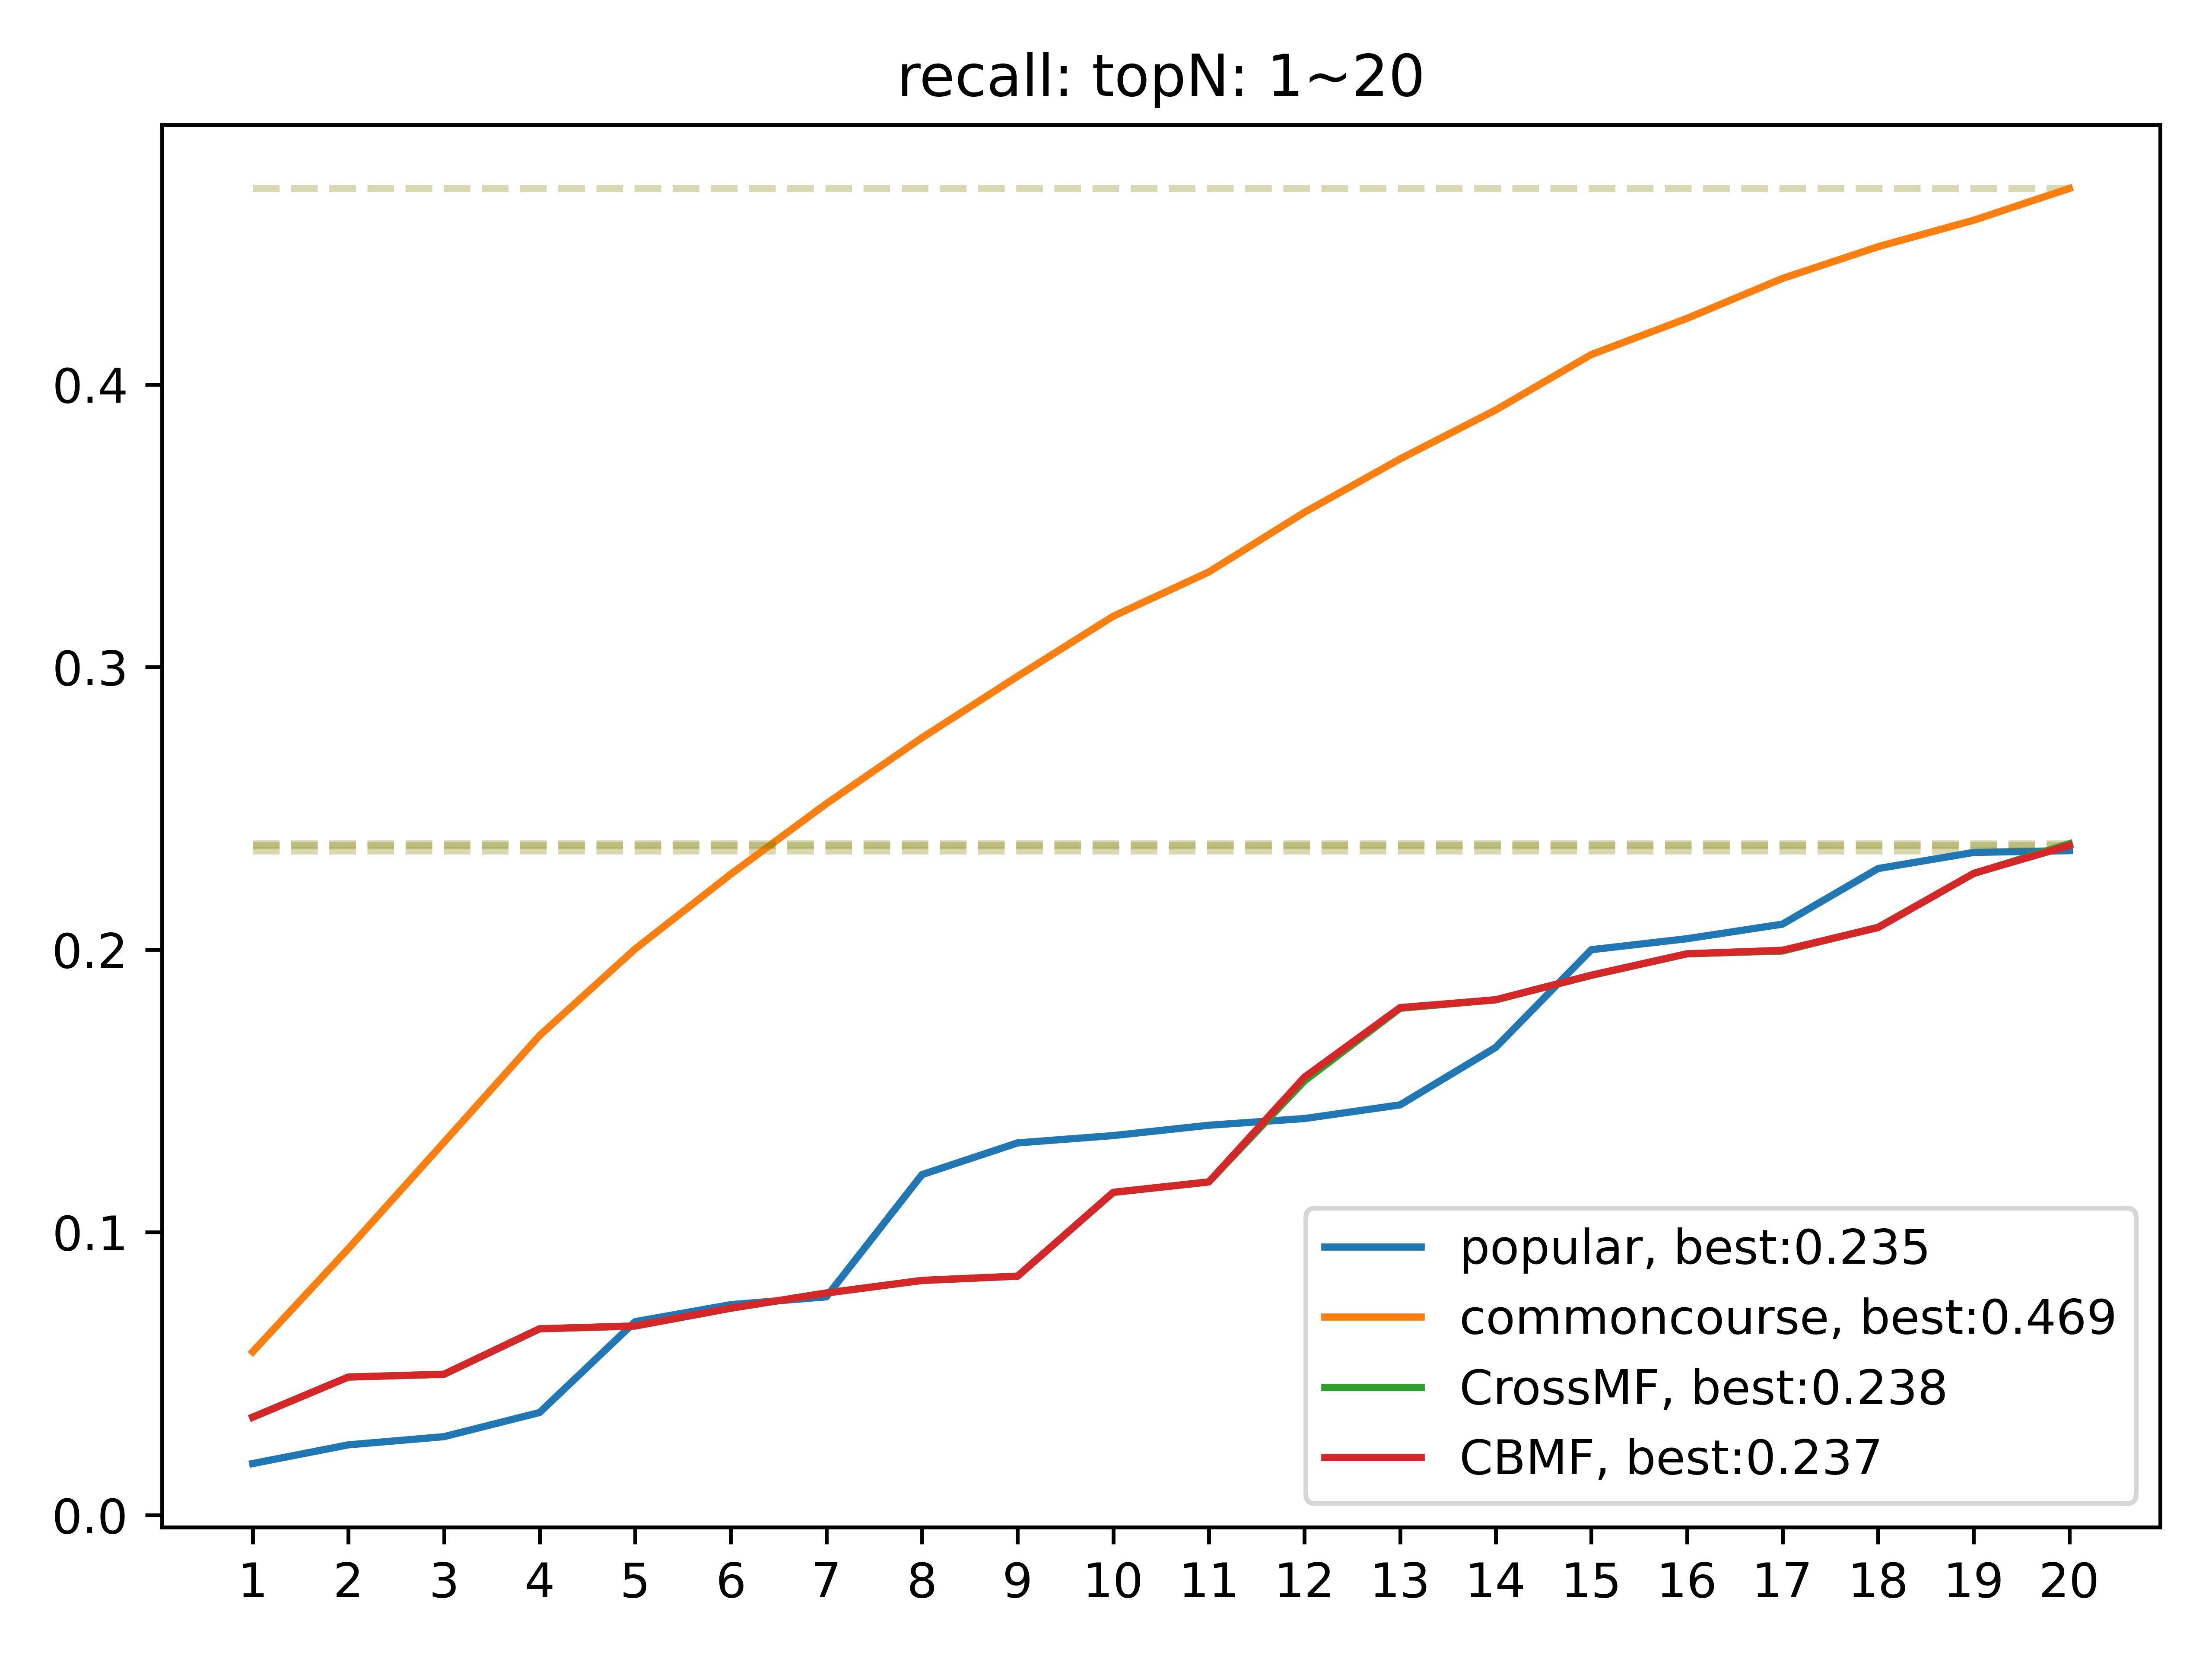 recall: topN: 1~20
0.4
0.3
0.2
0.1
0.0
popular, best:0.235
commoncourse, best:0.469
CrossMF, best:0.238
CBMF, best:0.237
1 2 3 4 5 6 7 8 9 10 11 12 13 14 15 16 17 18 19 20